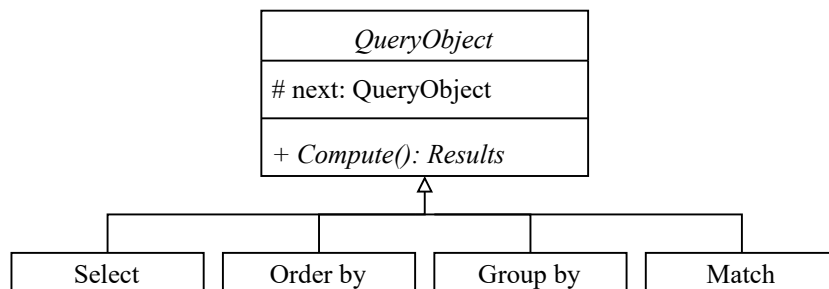 QueryObject
# next: QueryObject
+ Compute(): Results
Select Order by Group by Match